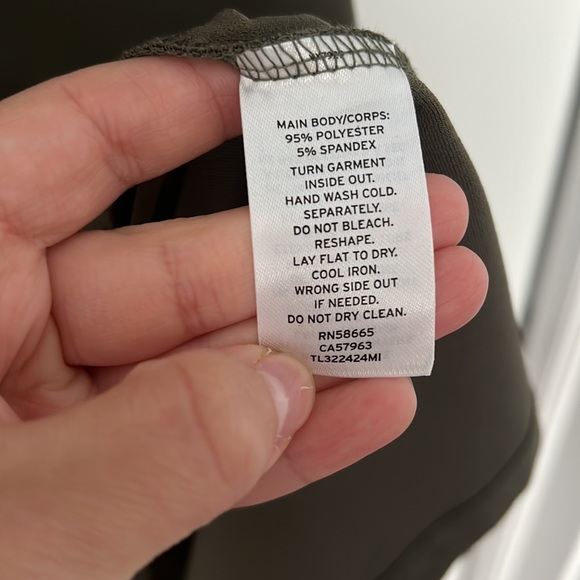 MAIN BODY/CORPS:
95% POLYESTER
5% SPANDEX
TURN GARMENT
INSIDE OUT.
HAND WASH COLD.
SEPARATELY.
DO NOT BLEACH.
RESHAPE.
LAY FLAT TO DRY.
COOL IRON.
WRONG SIDE OUT
IF NEEDED.
DO NOT DRY CLEAN.
RN58665
CA57963
TL322424MI